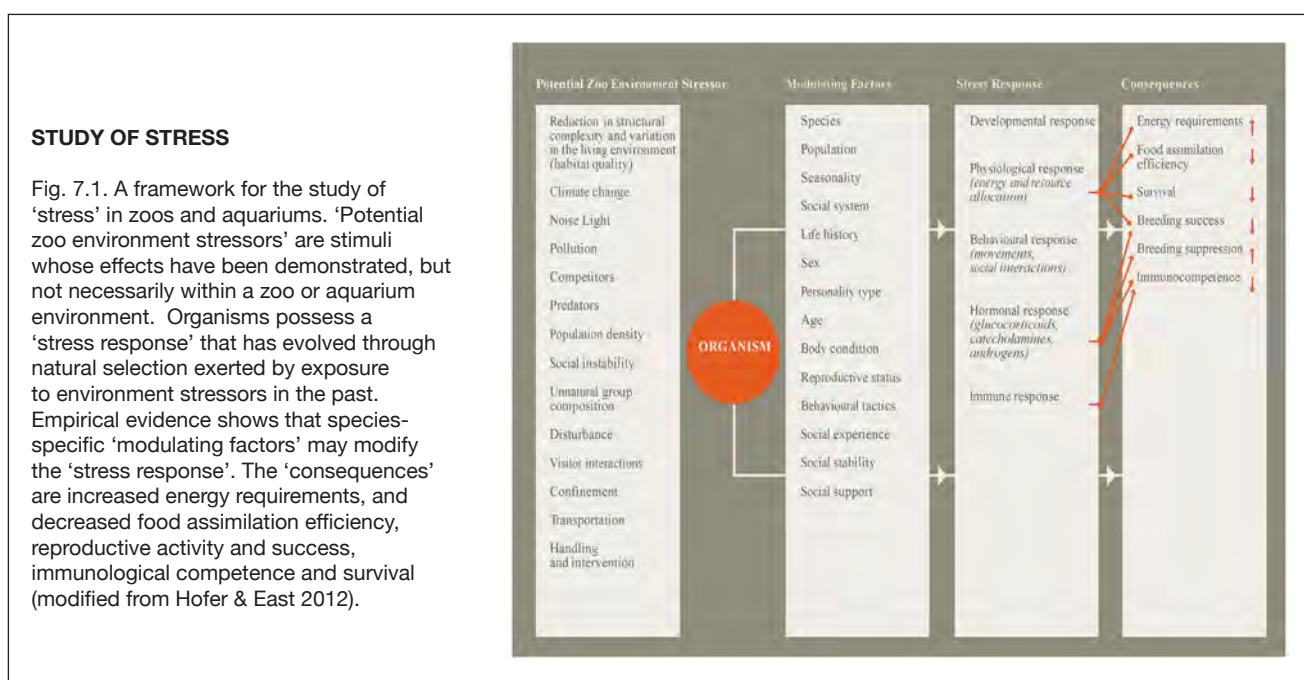 STUDY OF STRESS
Fig. 7.1. A framework for the study of
‘stress’ in zoos and aquariums. ‘Potential
zoo environment stressors’ are stimuli
whose effects have been demonstrated, but
not necessarily within a zoo or aquarium
environment. Organisms possess a
‘stress response’ that has evolved through
natural selection exerted by exposure
to environment stressors in the past.
Empirical evidence shows that species-
specific ‘modulating factors’ may modify
the ‘stress response’. The ‘consequences’
are increased energy requirements, and
decreased food assimilation efficiency,
reproductive activity and success,
immunological competence and survival
(modified from Hofer & East 2012).
Potential Zoo Environment Stressor
Reduction in structural
complexity and variation
in the living environment
(habitat quality)
Climate change
Noise Light
Pollution
Competitors
Predators
Population density
Social instability
Unnatural group
composition
Disturbance
Visitor interactions
Confinement
Transportation
Handling
and intervention
ORGANISM
Modulating Factors
Species
Population
Seasonality
Social system
Life history
Sex
Personality type
Age
Body condition
Reproductive status
Behavioural tactics
Social experience
Social stability
Social support
Stress Response
Developmental response
Physiological response
(energy and resource
allocation)
Behavioural response
(movements,
social interactions)
Hormonal response
(glucocorticoids,
catecholamines,
androgens)
Immune response
Consequences
Energy requirements
Food assimilation
efficiency
Survival
Breeding success
Breeding suppression
Immunocompetence